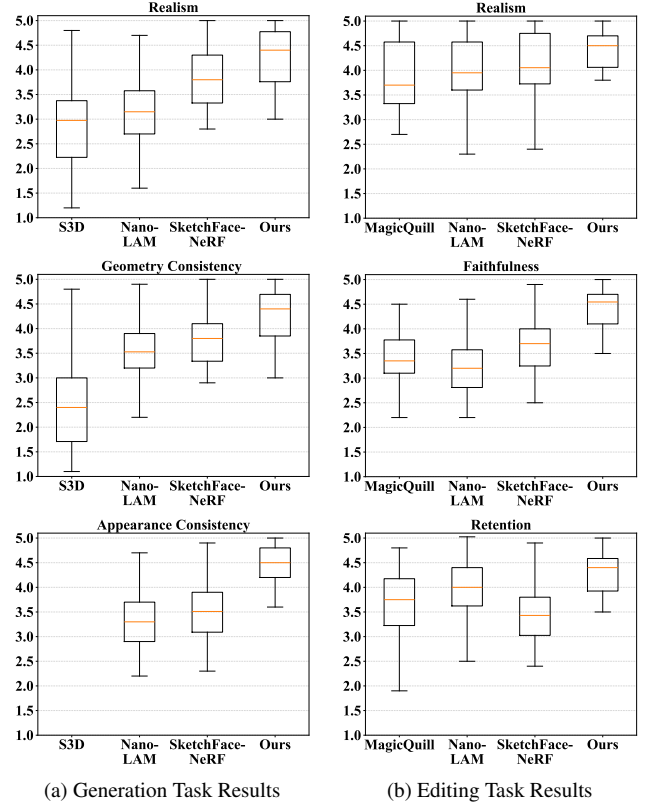 Realism
5.0
4.5
4.0
3.5
3.0
2.5
2.0
1.5
1.0
S3D Nano- SketchFace- Ours
LAM NeRF
Geometry Consistency
5.0
4.5
4.0
3.5
3.0
2.5
2.0
1.5
1.0
S3D Nano- SketchFace- Ours
LAM NeRF
Appearance Consistency
5.0
4.5
4.0
3.5
3.0
2.5
2.0
1.5
1.0
S3D Nano- SketchFace- Ours
LAM NeRF
(a) Generation Task Results
Realism
5.0
4.5
4.0
3.5
3.0
2.5
2.0
1.5
1.0
MagicQuill Nano- SketchFace- Ours
LAM NeRF
Faithfulness
5.0
4.5
4.0
3.5
3.0
2.5
2.0
1.5
1.0
MagicQuill Nano- SketchFace- Ours
LAM NeRF
Retention
5.0
4.5
4.0
3.5
3.0
2.5
2.0
1.5
1.0
MagicQuill Nano- SketchFace- Ours
LAM NeRF
(b) Editing Task Results